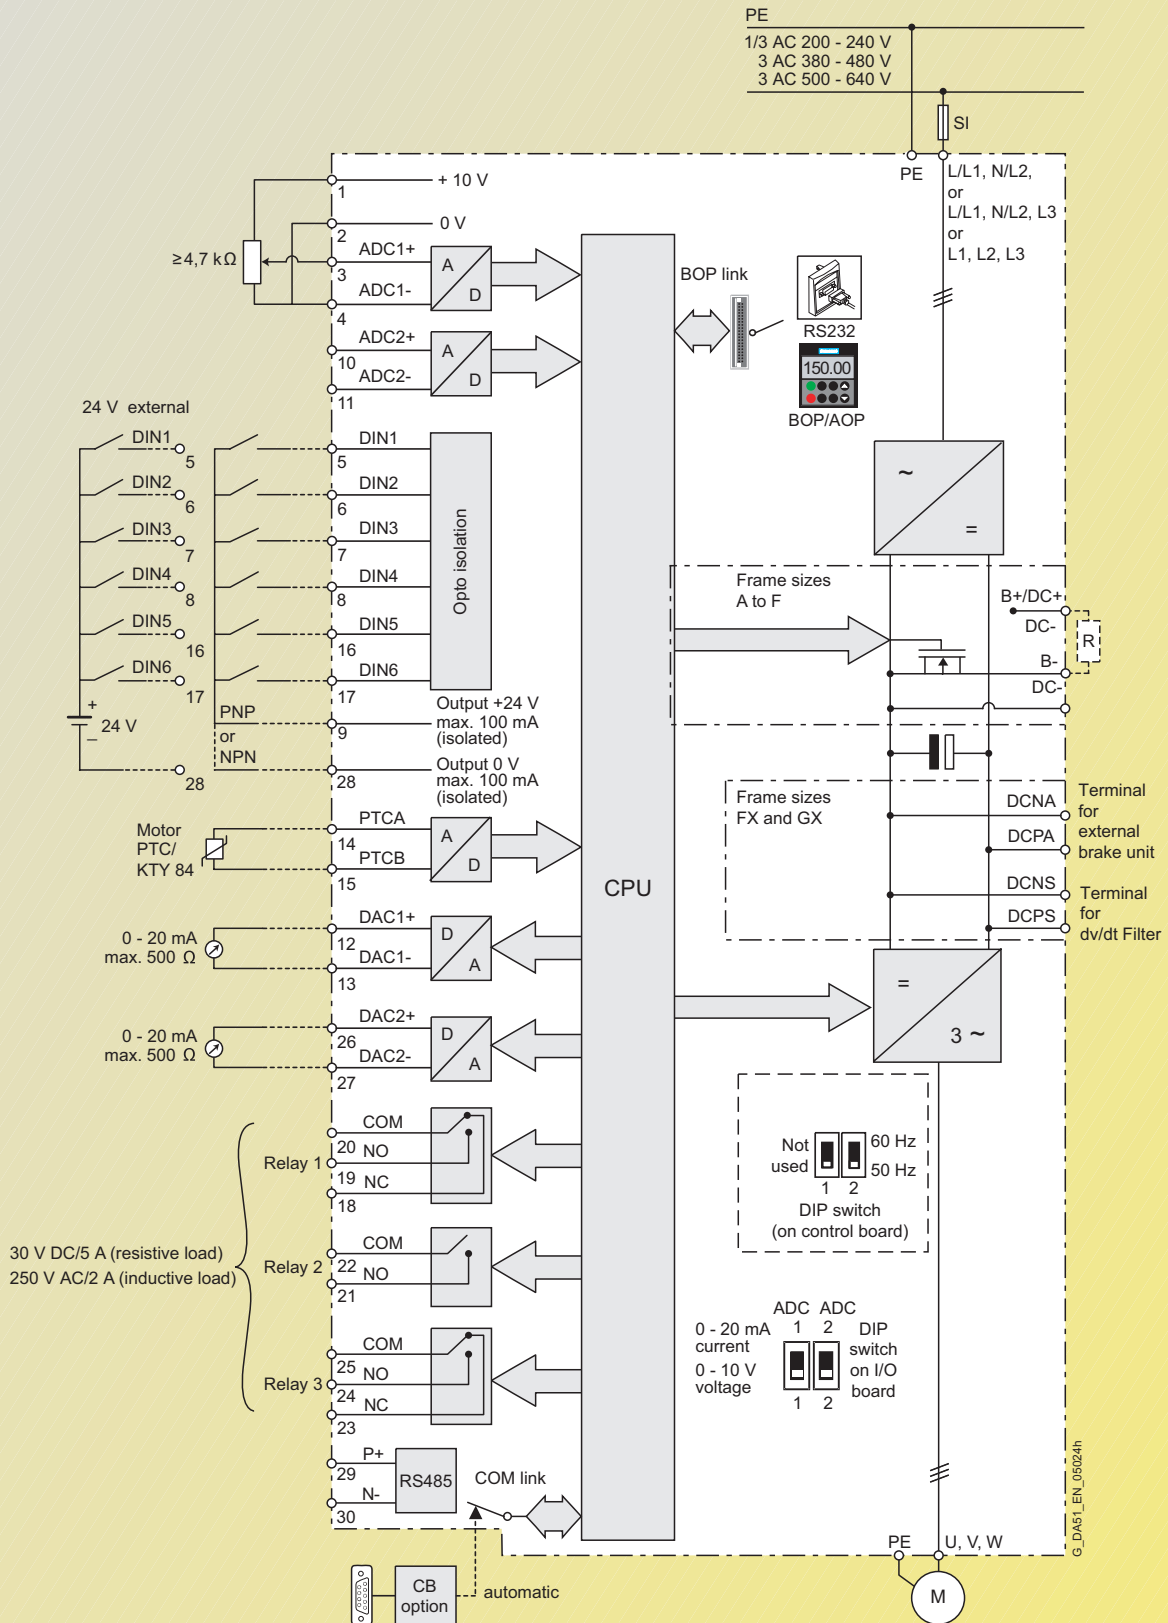 PE
1/3 AC 200 - 240 V
3 AC 380 - 480 V
3 AC 500 - 640 V
SI
PE
L/L1, N/L2,
or
L/L1, N/L2, L3
or
L1, L2, L3
+ 10 V
1
0 V
2
≥4,7 kΩ
ADC1+
3
ADC1-
4
A
D
ADC2+
10
ADC2-
11
A
D
BOP link
RS232
150.00
BOP/AOP
24 V external
DIN1
5
DIN2
6
DIN3
7
DIN4
8
DIN5
16
DIN6
17
+
24 V
_
28
DIN1
5
DIN2
6
DIN3
7
DIN4
8
DIN5
16
DIN6
17
Opto isolation
PNP
or
NPN
9
28
Output +24 V
max. 100 mA
(isolated)
Output 0 V
max. 100 mA
(isolated)
~
=
Frame sizes
A to F
B+/DC+
DC-
R
B-
DC-
Frame sizes
FX and GX
DCNA
DCPA
DCNS
DCPS
Terminal
for
external
brake unit
Terminal
for
dv/dt Filter
Motor
PTC/
KTY 84
PTCA
14
PTCB
15
A
D
CPU
0 - 20 mA
max. 500 Ω
DAC1+
12
DAC1-
13
D
A
0 - 20 mA
max. 500 Ω
DAC2+
26
DAC2-
27
D
A
=
3 ~
30 V DC/5 A (resistive load)
250 V AC/2 A (inductive load)
Relay 1
COM
20
NO
19
NC
18
Relay 2
COM
22
NO
21
Relay 3
COM
25
NO
24
NC
23
Not
used
60 Hz
50 Hz
1 2
DIP switch
(on control board)
ADC ADC
1 2
0 - 20 mA
current
0 - 10 V
voltage
DIP
switch
on I/O
board
1 2
P+
29
N-
30
RS485
COM link
CB
option
automatic
PE
U, V, W
M
G_DA51_EN_05024h